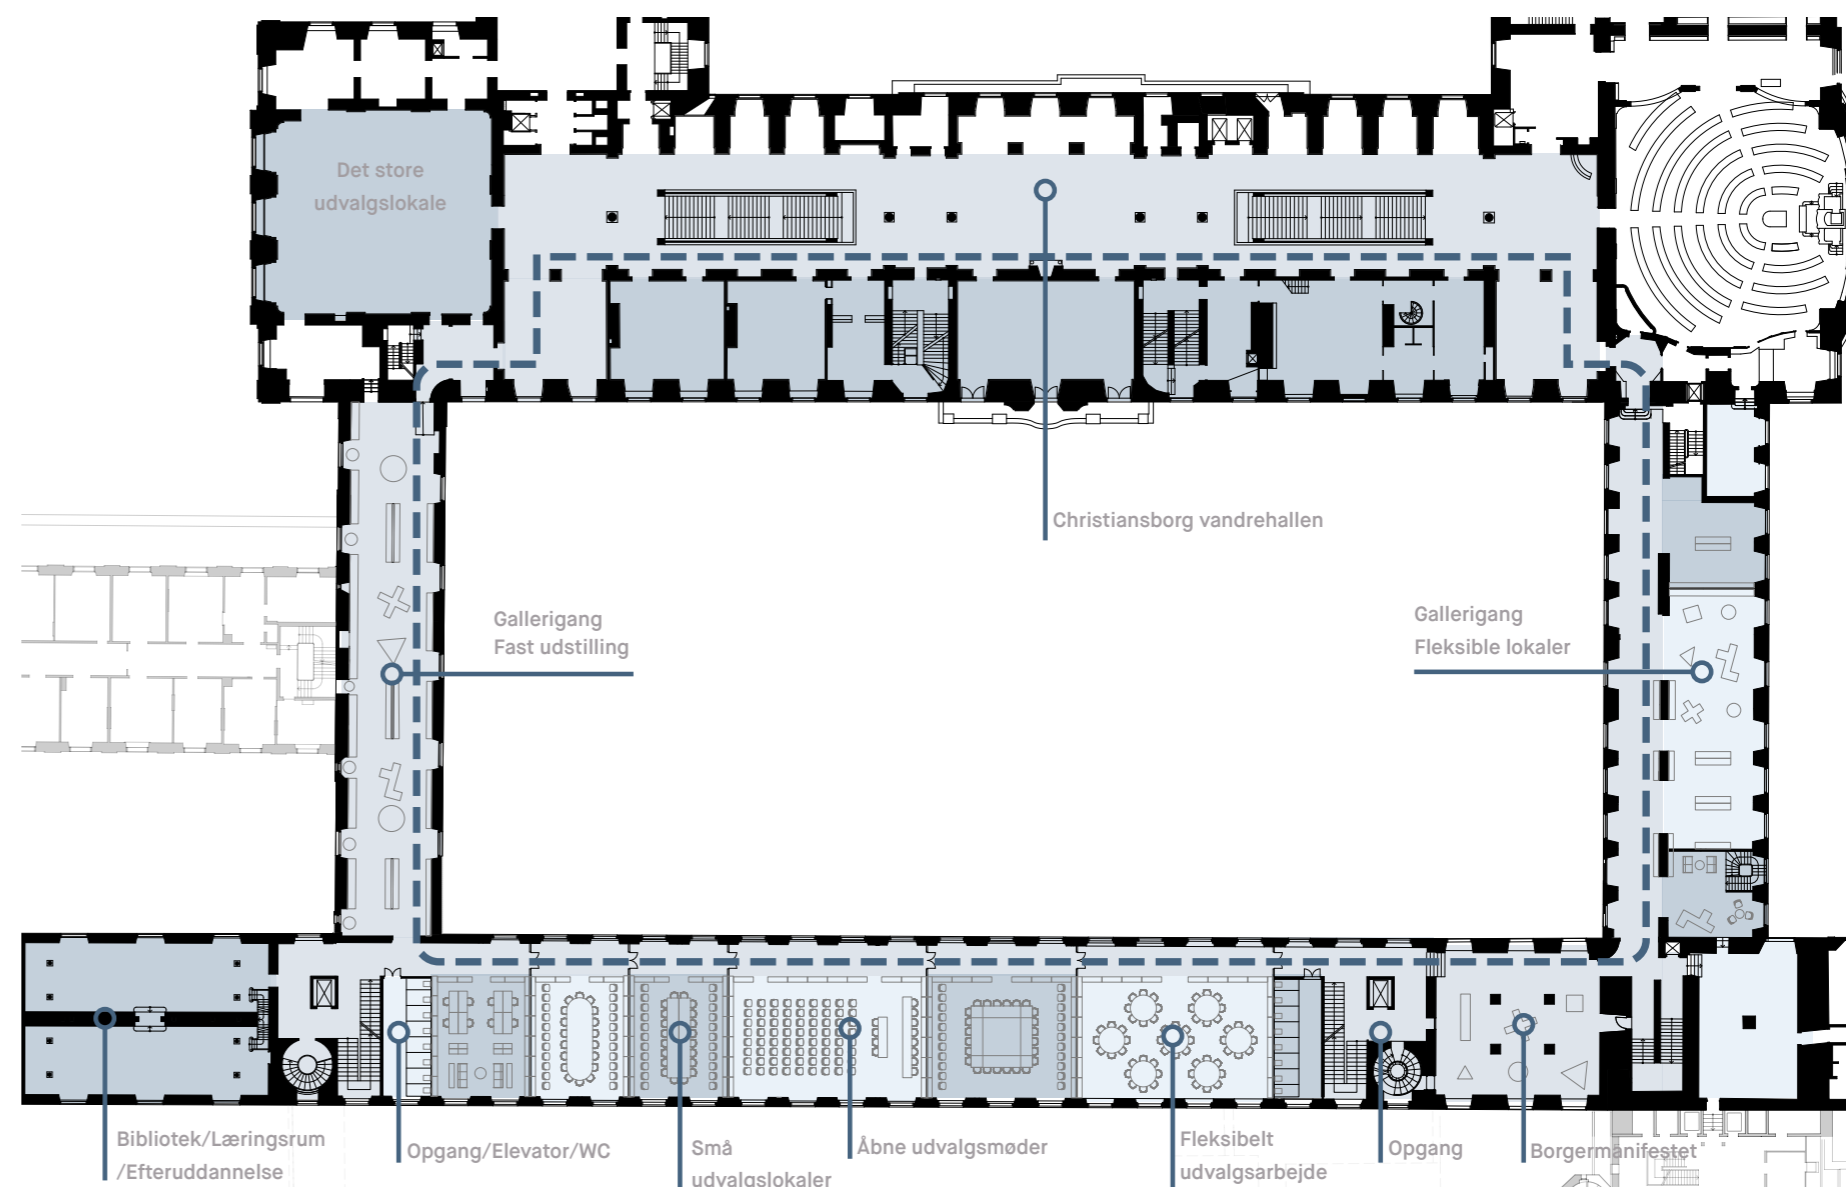 Det store
udvalgslokale
Christiansborg vandrehallen
Gallerigang
Fast udstilling
Gallerigang
Fleksible lokaler
Bibliotek/Læringsrum
/Efteruddannelse
Opgang/Elevator/WC
Små
udvalgslokaler
Åbne udvalgsmøder
Fleksibelt
udvalgsarbejde
Opgang
Borgermanifestet